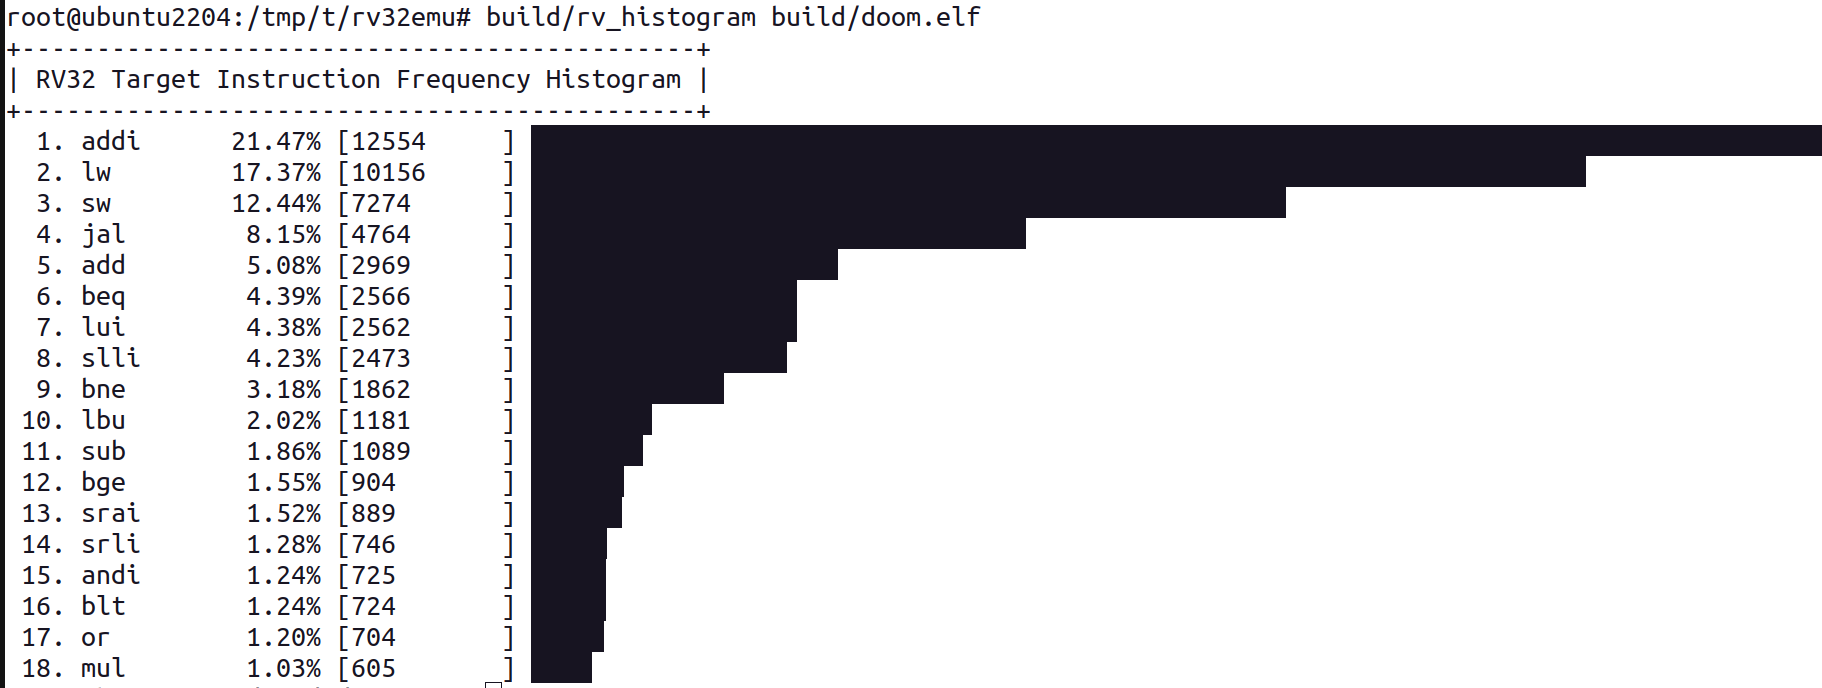 root@ubuntu2204:/tmp/t/rv32emu# build/rv_histogram build/doom.elf
+---------------------------------------------+
| RV32 Target Instruction Frequency Histogram |
+---------------------------------------------+
  1. addi      21.47% [12554     ]
  2. lw        17.37% [10156     ]
  3. sw        12.44% [7274      ]
  4. jal        8.15% [4764      ]
  5. add        5.08% [2969      ]
  6. beq        4.39% [2566      ]
  7. lui        4.38% [2562      ]
  8. slli       4.23% [2473      ]
  9. bne        3.18% [1862      ]
 10. lbu        2.02% [1181      ]
 11. sub        1.86% [1089      ]
 12. bge        1.55% [904       ]
 13. srai       1.52% [889       ]
 14. srli       1.28% [746       ]
 15. andi       1.24% [725       ]
 16. blt        1.24% [724       ]
 17. or         1.20% [704       ]
 18. mul        1.03% [605       ]